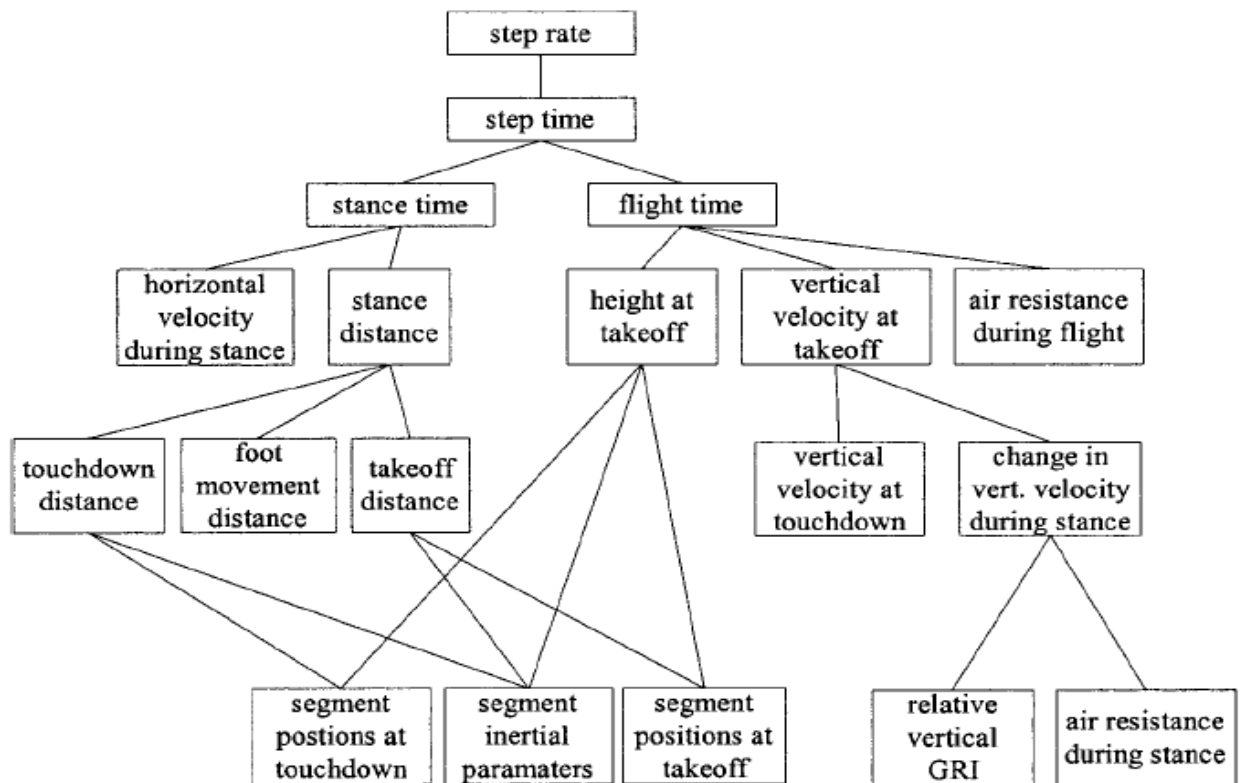 step rate
step time
stance time
flight time
horizontal
velocity
during stance
stance
distance
height at
takeoff
vertical
velocity at
takeoff
air resistance
during flight
touchdown
distance
foot
movement
distance
takeoff
distance
vertical
velocity at
touchdown
change in
vert. velocity
during stance
segment
postions at
touchdown
segment
inertial
paramaters
segment
positions at
takeoff
relative
vertical
GRI
air resistance
during stance